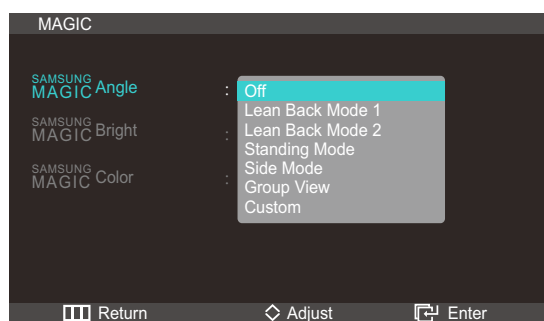 MAGIC
SAMSUNG MAGIC Angle : Off
Lean Back Mode 1
Lean Back Mode 2
SAMSUNG MAGIC Bright :
Standing Mode
Side Mode
SAMSUNG MAGIC Color :
Group View
Custom
Return Adjust Enter